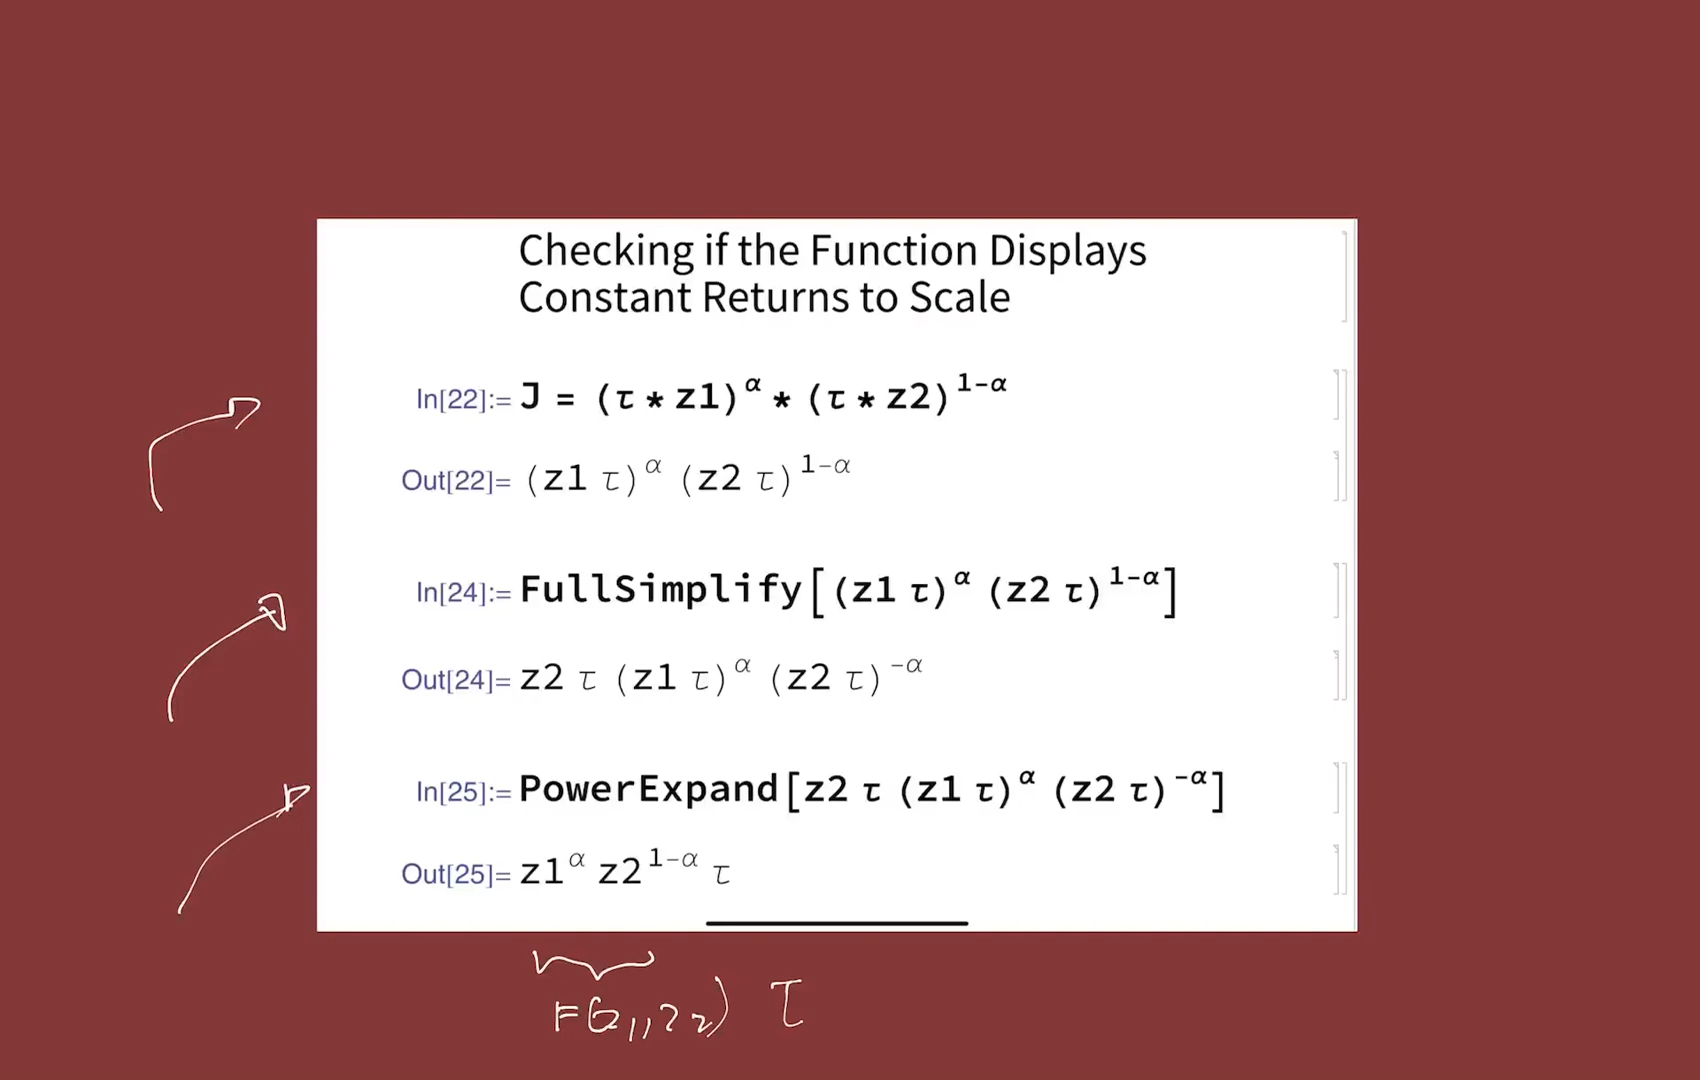 Checking if the Function Displays
Constant Returns to Scale
In[22]:= J = (τ * z1)^α * (τ * z2)^1-α
Out[22]= (z1 τ)^α (z2 τ)^1-α
In[24]:= FullSimplify[(z1 τ)^α (z2 τ)^1-α]
Out[24]= z2 τ (z1 τ)^α (z2 τ)^-α
In[25]:= PowerExpand[z2 τ (z1 τ)^α (z2 τ)^-α]
Out[25]= z1^α z2^1-α τ
F(z1, z2) τ